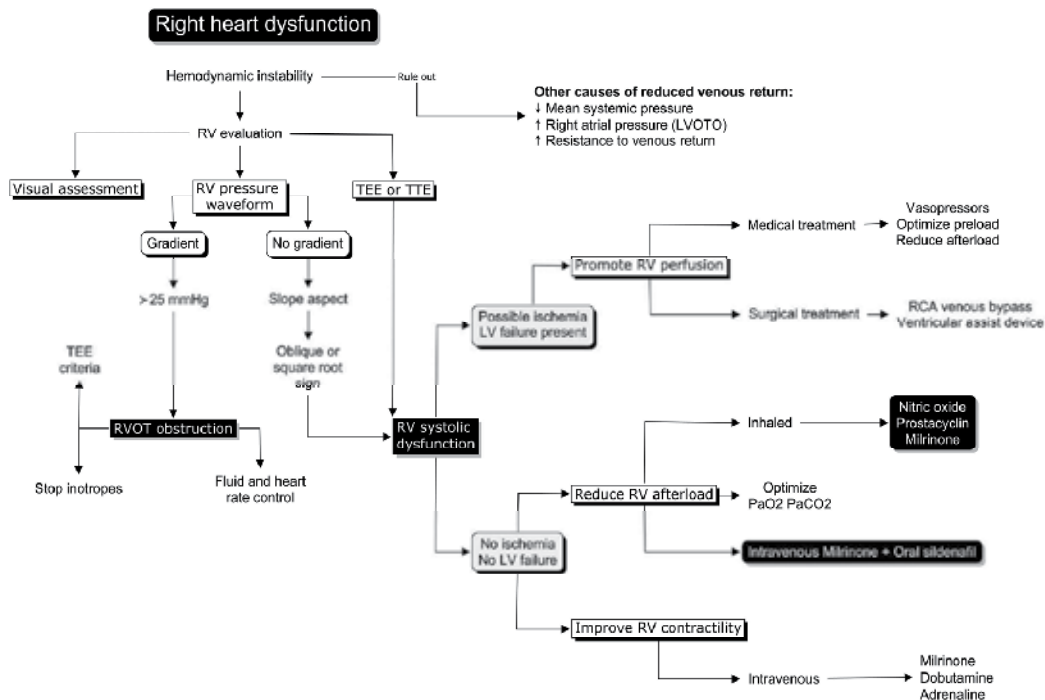 Right heart dysfunction
Hemodynamic instability
Rule out
Other causes of reduced venous return:
↓ Mean systemic pressure
↑ Right atrial pressure (LVOTO)
↑ Resistance to venous return
RV evaluation
Visual assessment
RV pressure
waveform
TEE or TTE
Gradient
No gradient
>25 mmHg
Slope aspect
Oblique or
square root
sign
TEE
criteria
RVOT obstruction
Stop inotropes
Fluid and heart
rate control
RV systolic
dysfunction
Possible ischemia
LV failure present
Promote RV perfusion
Medical treatment
Vasopressors
Optimize preload
Reduce afterload
Surgical treatment
RCA venous bypass
Ventricular assist device
No ischemia
No LV failure
Reduce RV afterload
Inhaled
Nitric oxide
Prostacyclin
Milrinone
Optimize
PaO2 PaCO2
Intravenous Milrinone + Oral sildenafil
Improve RV contractility
Intravenous
Milrinone
Dobutamine
Adrenaline